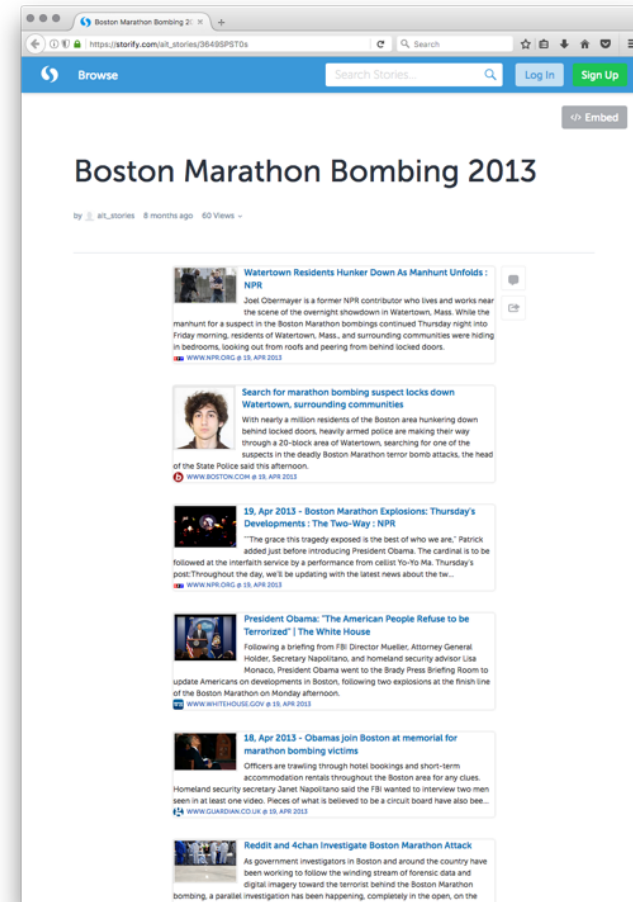 Boston Marathon Bombing 20
https://storify.com/ait_stories/3649SPST0s
Search
Browse
Search Stories...
Log In
Sign Up
</> Embed
Boston Marathon Bombing 2013
by ait_stories 8 months ago 60 Views
Watertown Residents Hunker Down As Manhunt Unfolds :
NPR
Joel Obermayer is a former NPR contributor who lives and works near
the scene of the overnight showdown in Watertown, Mass. While the
manhunt for a suspect in the Boston Marathon bombings continued Thursday night into
Friday morning, residents of Watertown, Mass., and surrounding communities were hiding
in bedrooms, looking out from roofs and peering from behind locked doors.
WWW.NPR.ORG @ 19, APR 2013
Search for marathon bombing suspect locks down
Watertown, surrounding communities
With nearly a million residents of the Boston area hunkering down
behind locked doors, heavily armed police are making their way
through a 20-block area of Watertown, searching for one of the
suspects in the deadly Boston Marathon terror bomb attacks, the head
of the State Police said this afternoon.
WWW.BOSTON.COM @ 19, APR 2013
19, Apr 2013 - Boston Marathon Explosions: Thursday's
Developments : The Two-Way : NPR
""The grace this tragedy exposed is the best of who we are," Patrick
added just before introducing President Obama. The cardinal is to be
followed at the interfaith service by a performance from cellist Yo-Yo Ma. Thursday's
post:Throughout the day, we'll be updating with the latest news about the tw...
WWW.NPR.ORG @ 19, APR 2013
President Obama: "The American People Refuse to be
Terrorized" | The White House
Following a briefing from FBI Director Mueller, Attorney General
Holder, Secretary Napolitano, and homeland security advisor Lisa
Monaco, President Obama went to the Brady Press Briefing Room to
update Americans on developments in Boston, following two explosions at the finish line
of the Boston Marathon on Monday afternoon.
WWW.WHITEHOUSE.GOV @ 19, APR 2013
18, Apr 2013 - Obamas join Boston at memorial for
marathon bombing victims
Officers are trawling through hotel bookings and short-term
accommodation rentals throughout the Boston area for any clues.
Homeland security secretary Janet Napolitano said the FBI wanted to interview two men
seen in at least one video. Pieces of what is believed to be a circuit board have also bee...
WWW.GUARDIAN.CO.UK @ 19, APR 2013
Reddit and 4chan Investigate Boston Marathon Attack
As government investigators in Boston and around the country have
been working to follow the winding stream of forensic data and
digital imagery toward the terrorist behind the Boston Marathon
bombing, a parallel investigation has been happening, completely in the open, on the